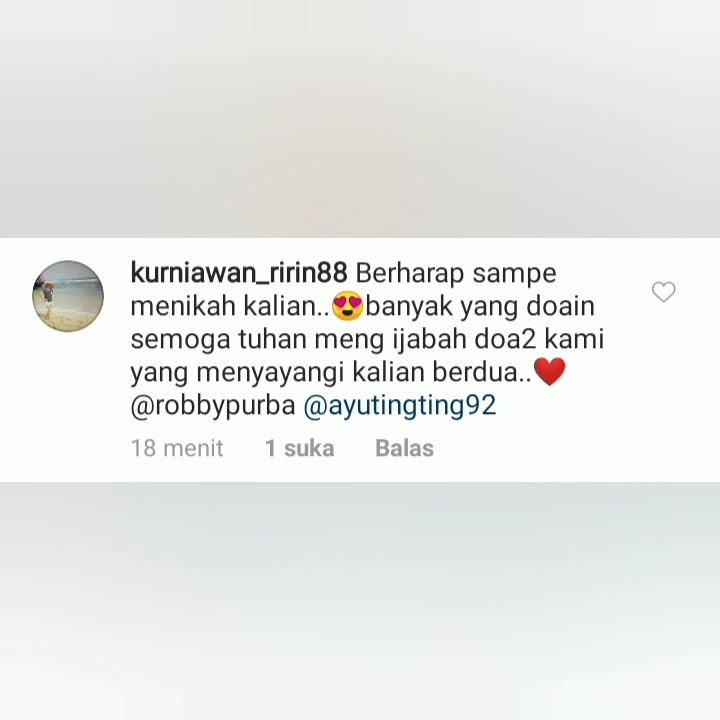 kurniawan_ririn88 Berharap sampe
menikah kalian..😍banyak yang doain
semoga tuhan meng ijabah doa2 kami
yang menyayangi kalian berdua..❤️
@robbypurba @ayutingting92
18 menit 1 suka Balas